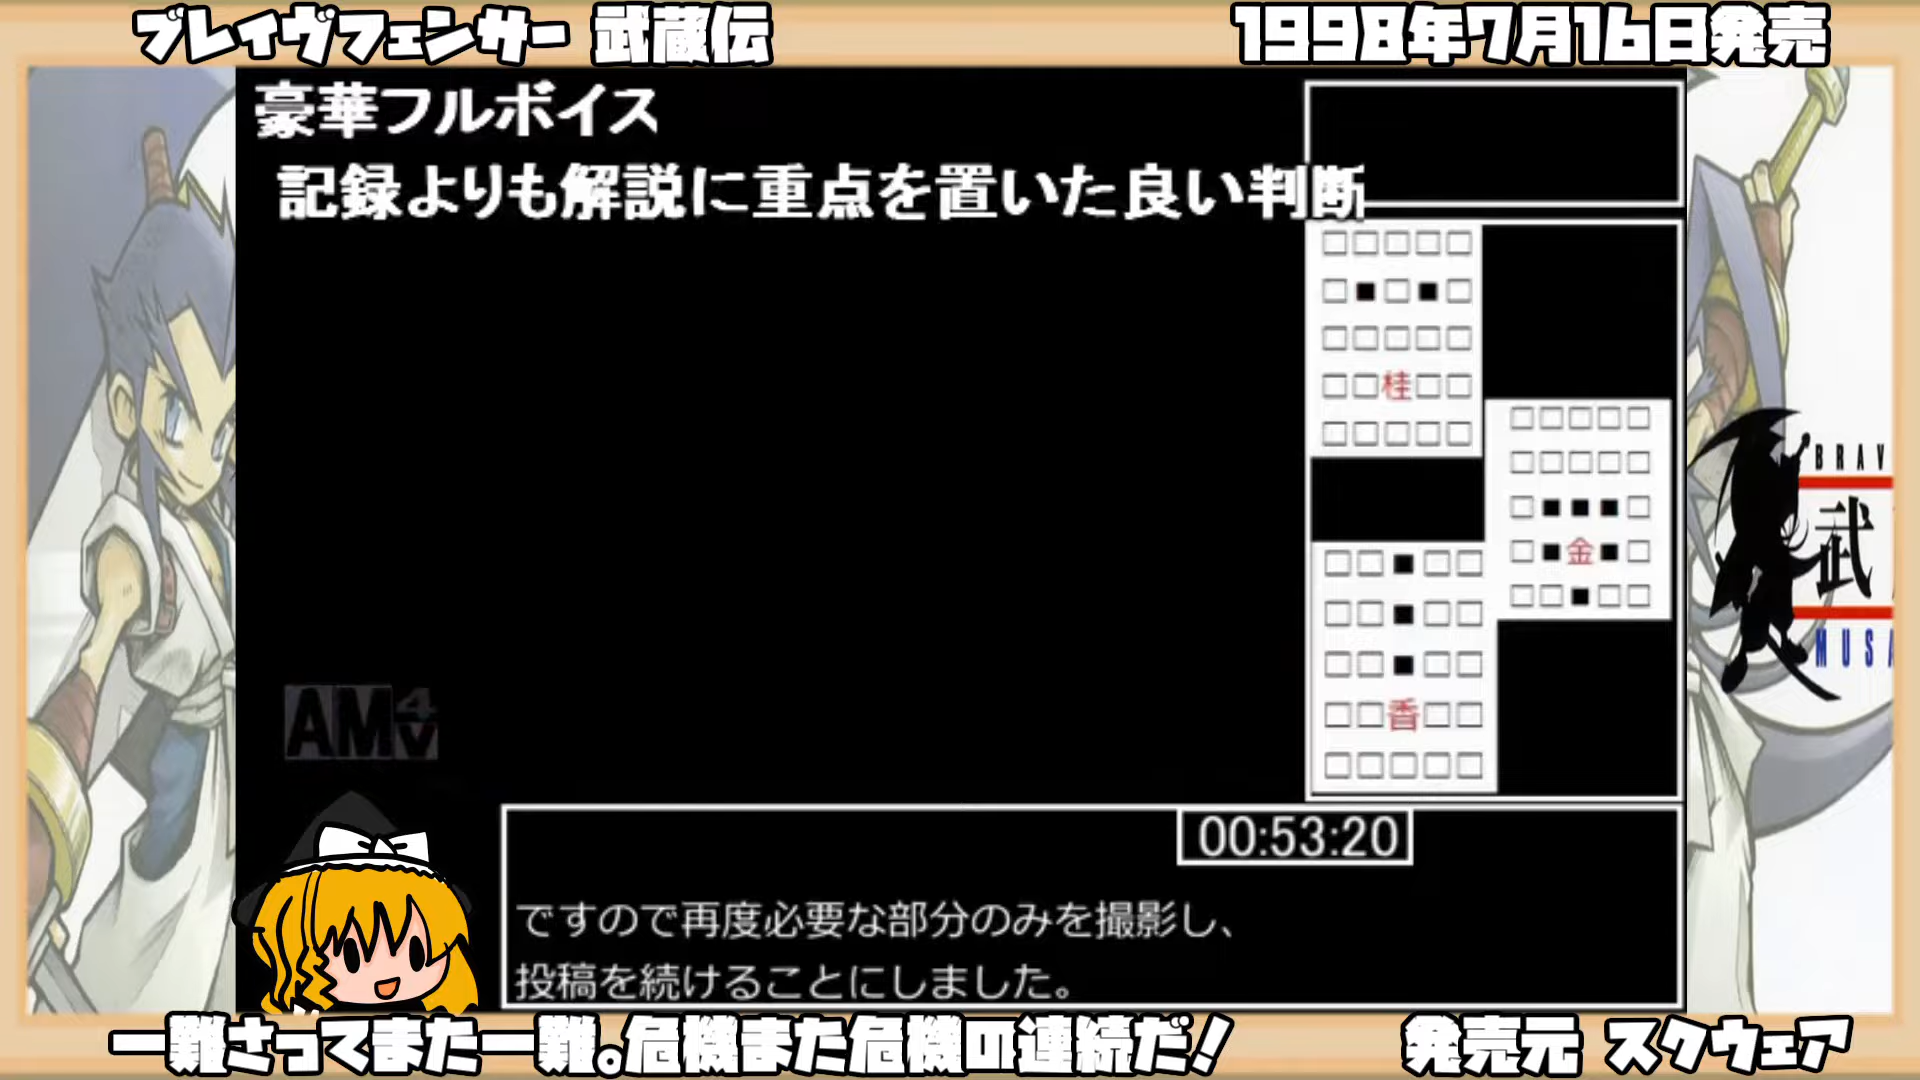 ブレイヴフェンサー 武蔵伝
1998年7月16日発売
豪華フルボイス
記録よりも解説に重点を置いた良い判断
□□□□□
□■□■□
□□□□□
□□桂□□
□□□□□
□□□□□
□□□□□
□■■■□
□■金■□
□□■□□
□□■□□
□□■□□
□□■□□
□□香□□
□□□□□
BRAV
武
MUSA
AM4V
00:53:20
ですので再度必要な部分のみを撮影し、
投稿を続けることにしました。
一難さってまた一難。危機また危機の連続だ！
発売元 スクウェア